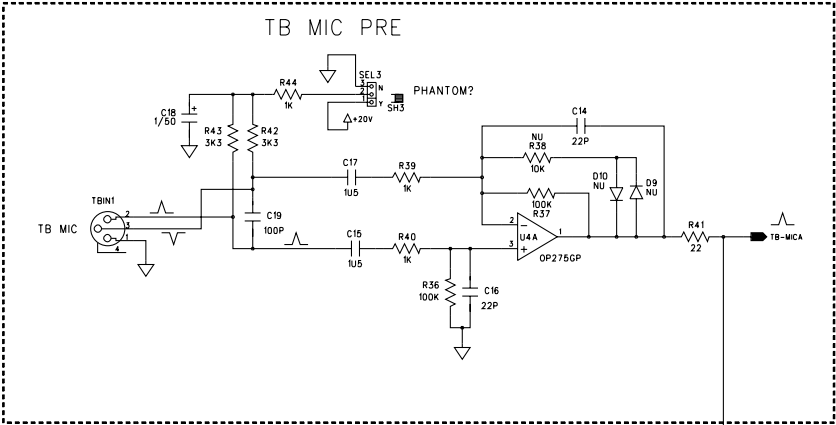 TB MIC PRE
SEL3
R44
1K
3
2
1
N
Y
SH3
PHANTOM?
+20V
C18
1/50
+
R43
3K3
R42
3K3
C14
22P
NU
R38
10K
D10
NU
D9
NU
C17
1U5
R39
1K
100K
R37
TBIN1
2
3
1
4
TB MIC
C19
100P
C15
1U5
R40
1K
2
3
1
U4A
OP275GP
R41
22
TB-MICA
R36
100K
C16
22P